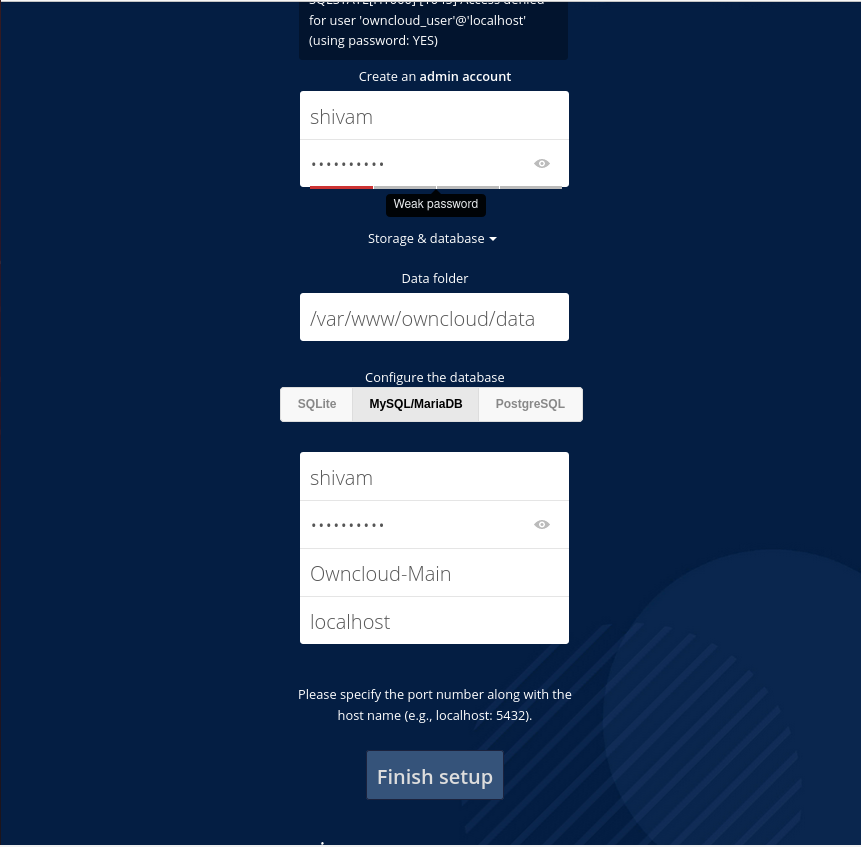 for user 'owncloud_user'@'localhost'
(using password: YES)
Create an admin account
shivam
••••••••••
Weak password
Storage & database
Data folder
/var/www/owncloud/data
Configure the database
SQLite MySQL/MariaDB PostgreSQL
shivam
••••••••••
Owncloud-Main
localhost
Please specify the port number along with the
host name (e.g., localhost: 5432).
Finish setup